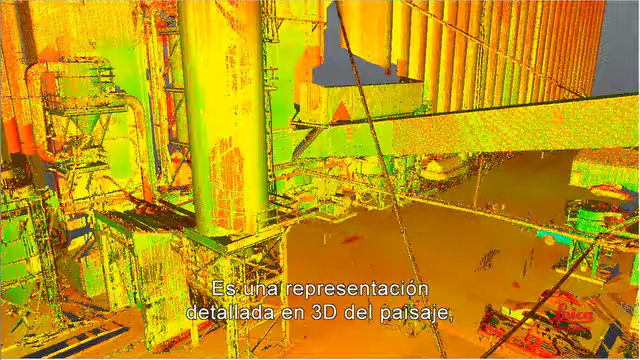 Es una representación
detallada en 3D del paisaje,
Leica